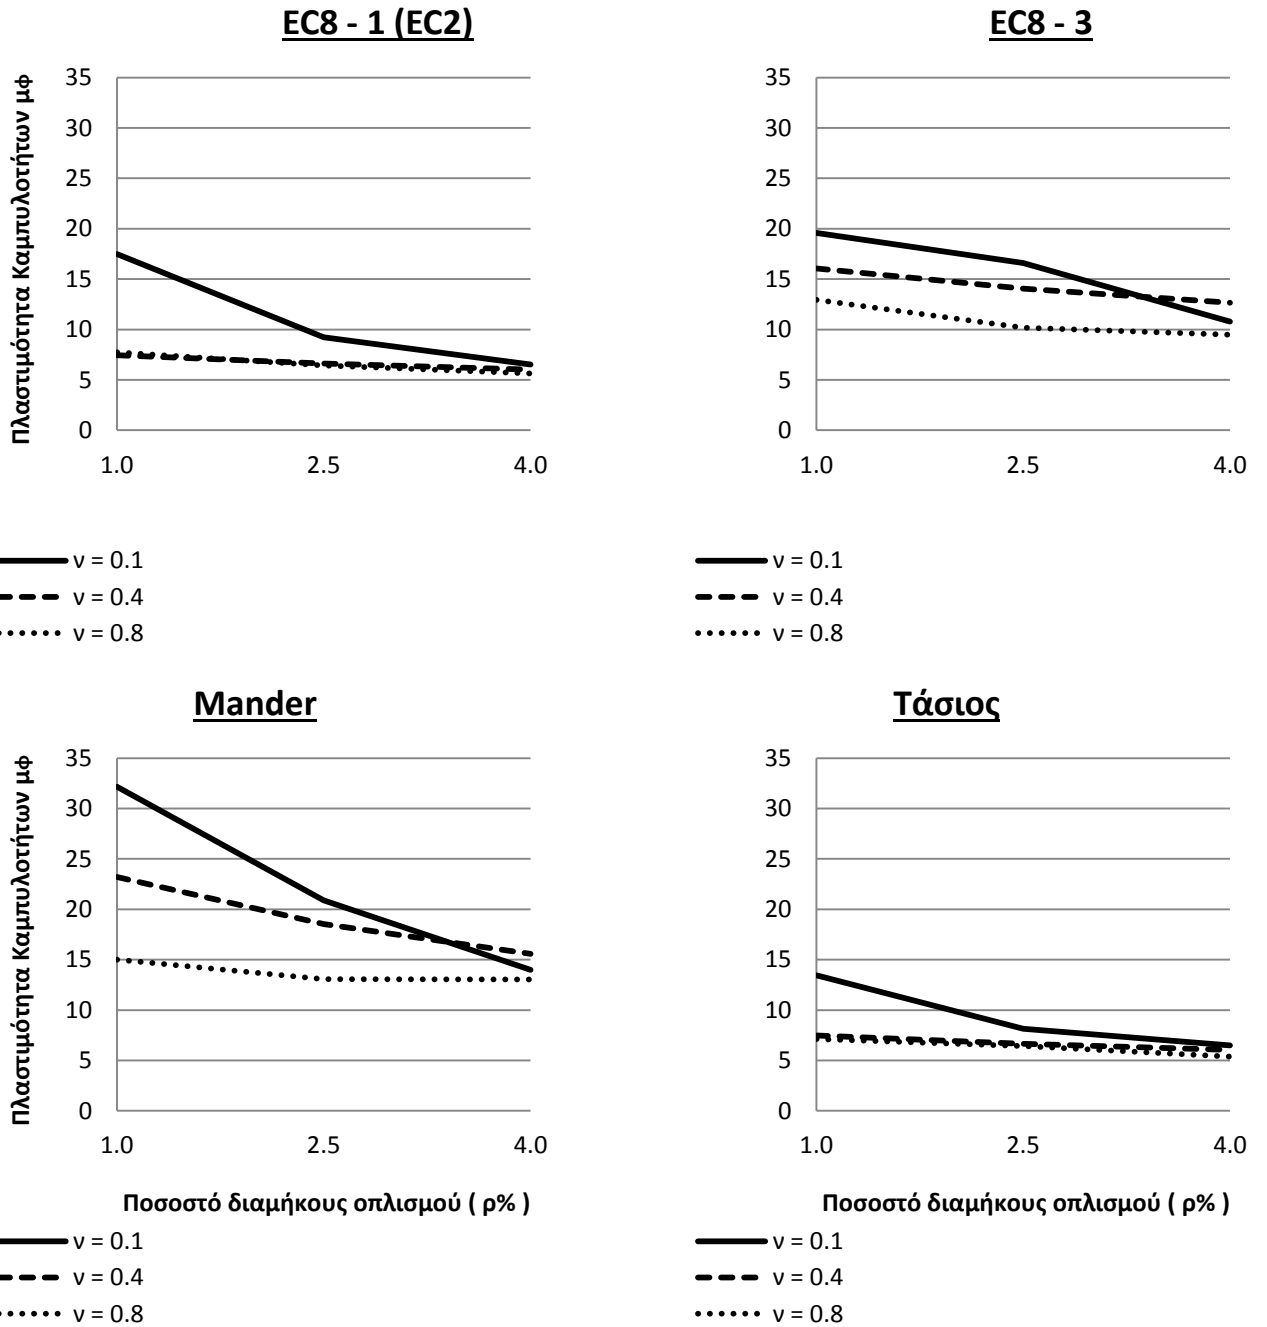 EC8 - 1 (EC2)
Πλαστιμότητα Καμπυλοτήτων μφ
35
30
25
20
15
10
5
0
1.0 2.5 4.0
ν = 0.1
ν = 0.4
ν = 0.8
EC8 - 3
35
30
25
20
15
10
5
0
1.0 2.5 4.0
ν = 0.1
ν = 0.4
ν = 0.8
Mander
Πλαστιμότητα Καμπυλοτήτων μφ
35
30
25
20
15
10
5
0
1.0 2.5 4.0
Ποσοστό διαμήκους οπλισμού ( ρ% )
ν = 0.1
ν = 0.4
ν = 0.8
Τάσιος
35
30
25
20
15
10
5
0
1.0 2.5 4.0
Ποσοστό διαμήκους οπλισμού ( ρ% )
ν = 0.1
ν = 0.4
ν = 0.8